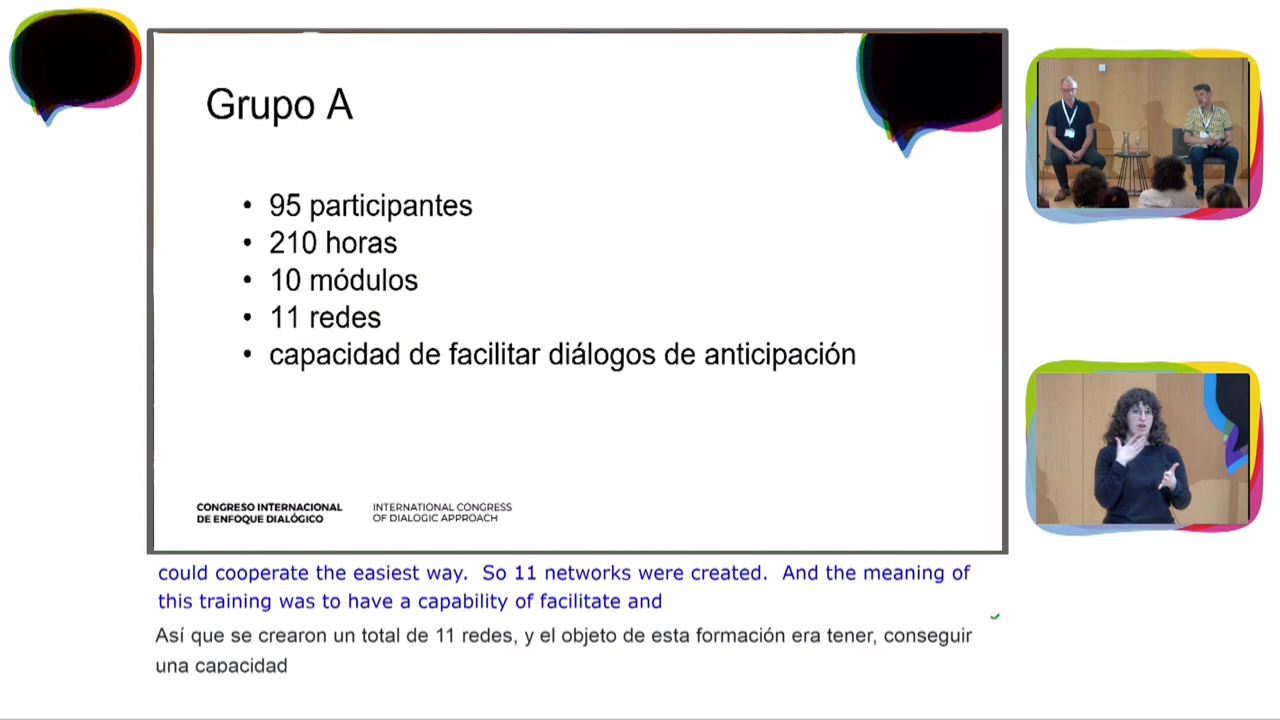 Grupo A
• 95 participantes
• 210 horas
• 10 módulos
• 11 redes
• capacidad de facilitar diálogos de anticipación
CONGRESO INTERNACIONAL
DE ENFOQUE DIALÓGICO
INTERNATIONAL CONGRESS
OF DIALOGIC APPROACH
could cooperate the easiest way. So 11 networks were created. And the meaning of
this training was to have a capability of facilitate and
Así que se crearon un total de 11 redes, y el objeto de esta formación era tener, conseguir
una capacidad